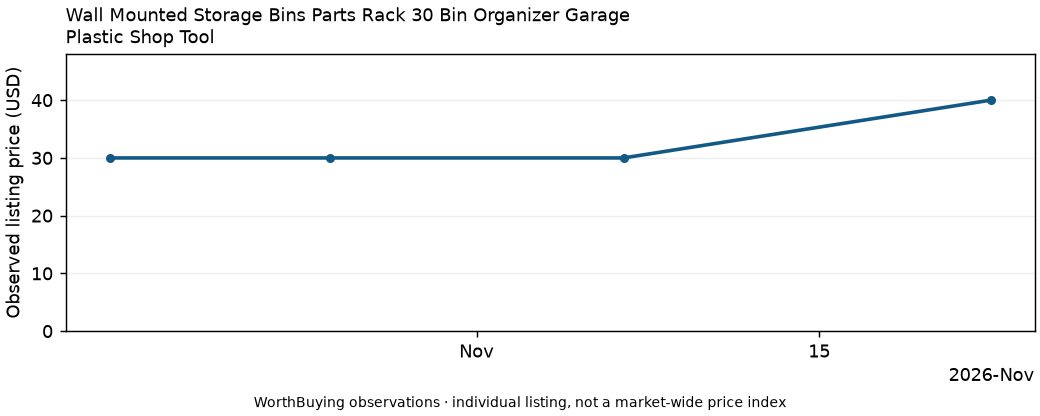 Wall Mounted Storage Bins Parts Rack 30 Bin Organizer Garage
Plastic Shop Tool
Observed listing price (USD)
40
30
20
10
0
Nov
15
2026-Nov
WorthBuying observations · individual listing, not a market-wide price index